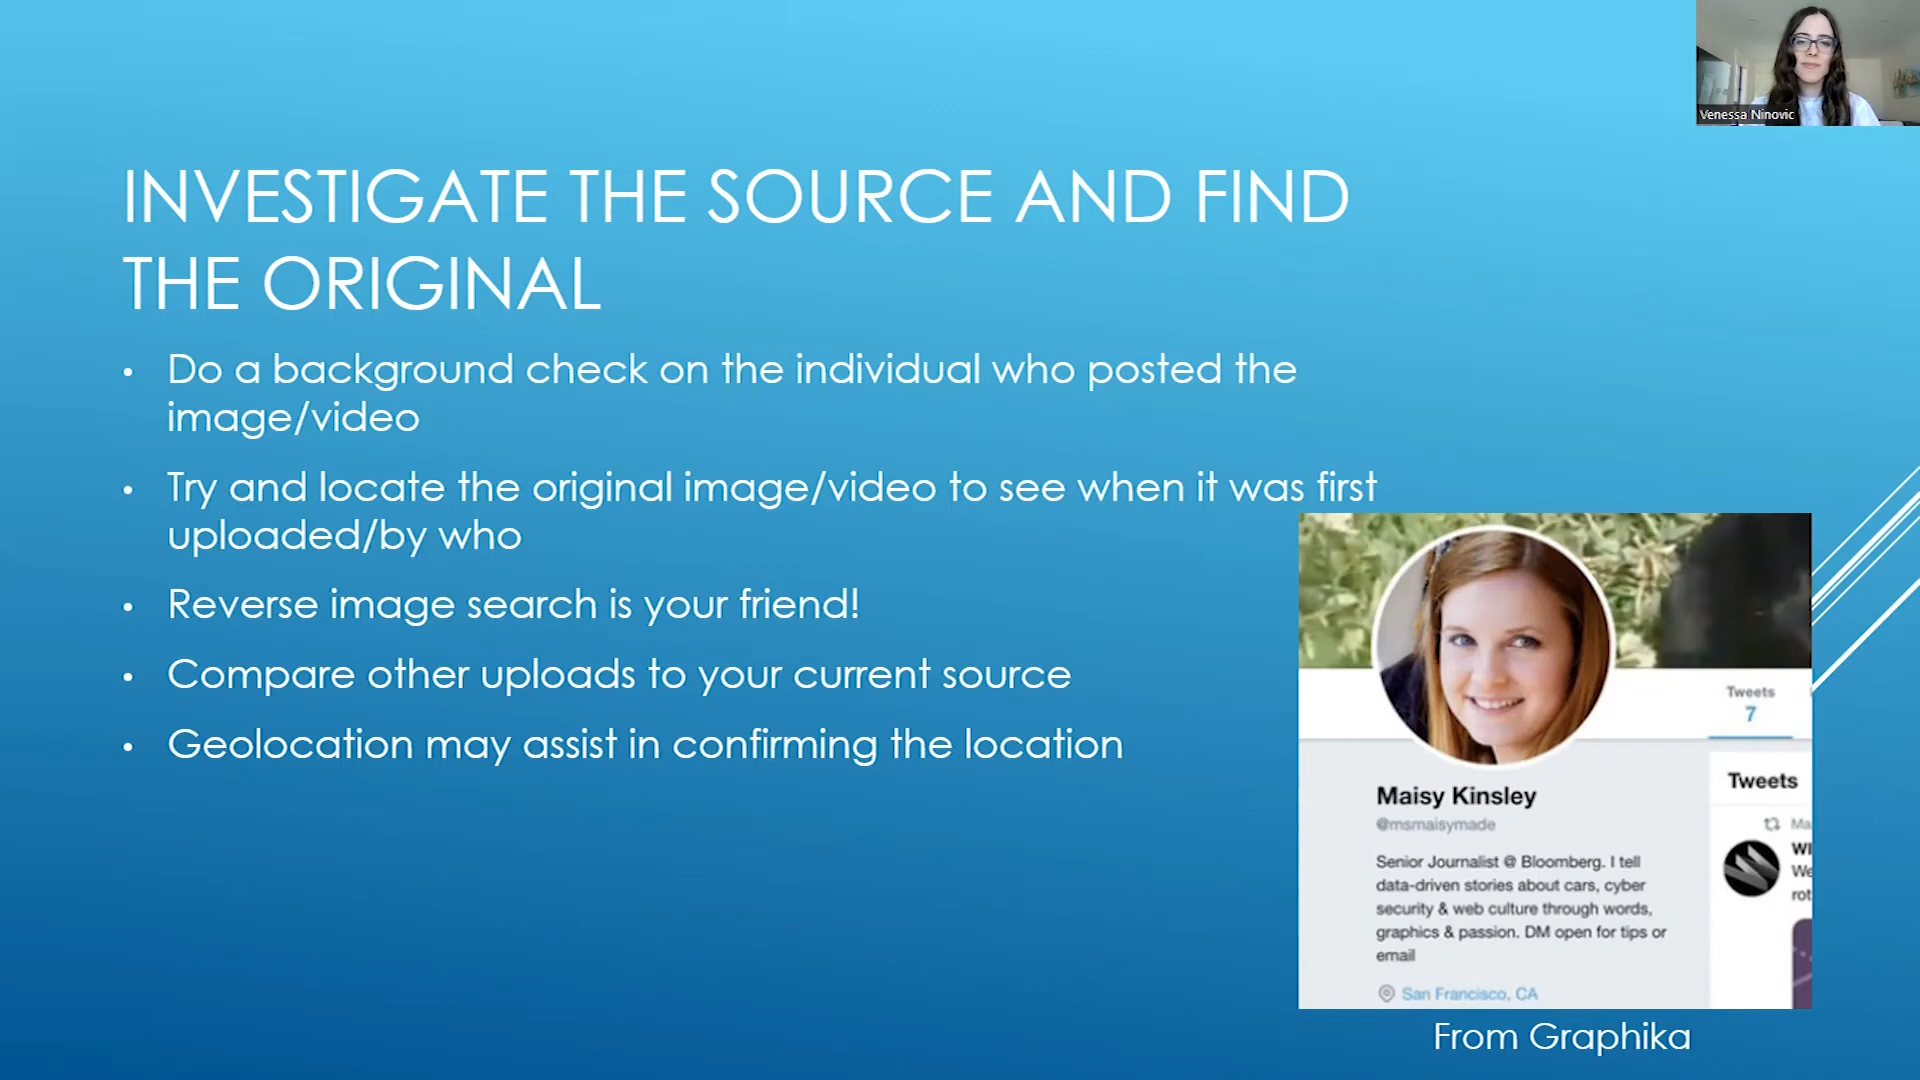 Venessa Ninovic
INVESTIGATE THE SOURCE AND FIND
THE ORIGINAL
• Do a background check on the individual who posted the
image/video
• Try and locate the original image/video to see when it was first
uploaded/by who
• Reverse image search is your friend!
• Compare other uploads to your current source
• Geolocation may assist in confirming the location
Tweets
7
Maisy Kinsley
@msmaisymade
Senior Journalist @ Bloomberg. I tell
data-driven stories about cars, cyber
security & web culture through words,
graphics & passion. DM open for tips or
email
San Francisco, CA
Tweets
Ma
WI
We
rot
From Graphika